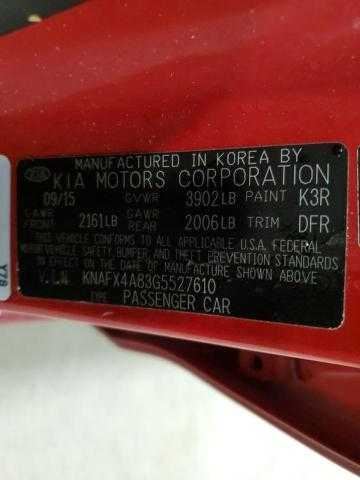 MANUFACTURED IN KOREA BY
KIA KIA MOTORS CORPORATION
09/15 GVWR 3902LB PAINT K3R
GAWR FRONT 2161LB GAWR REAR 2006LB TRIM DFR
THIS VEHICLE CONFORMS TO ALL APPLICABLE U.S.A. FEDERAL
MOTOR VEHICLE SAFETY, BUMPER, AND THEFT PREVENTION STANDARDS
IN EFFECT ON THE DATE OF MANUFACTURE SHOWN ABOVE.
V.I.N. KNAFX4A83G5527610
TYPE: PASSENGER CAR
Y78